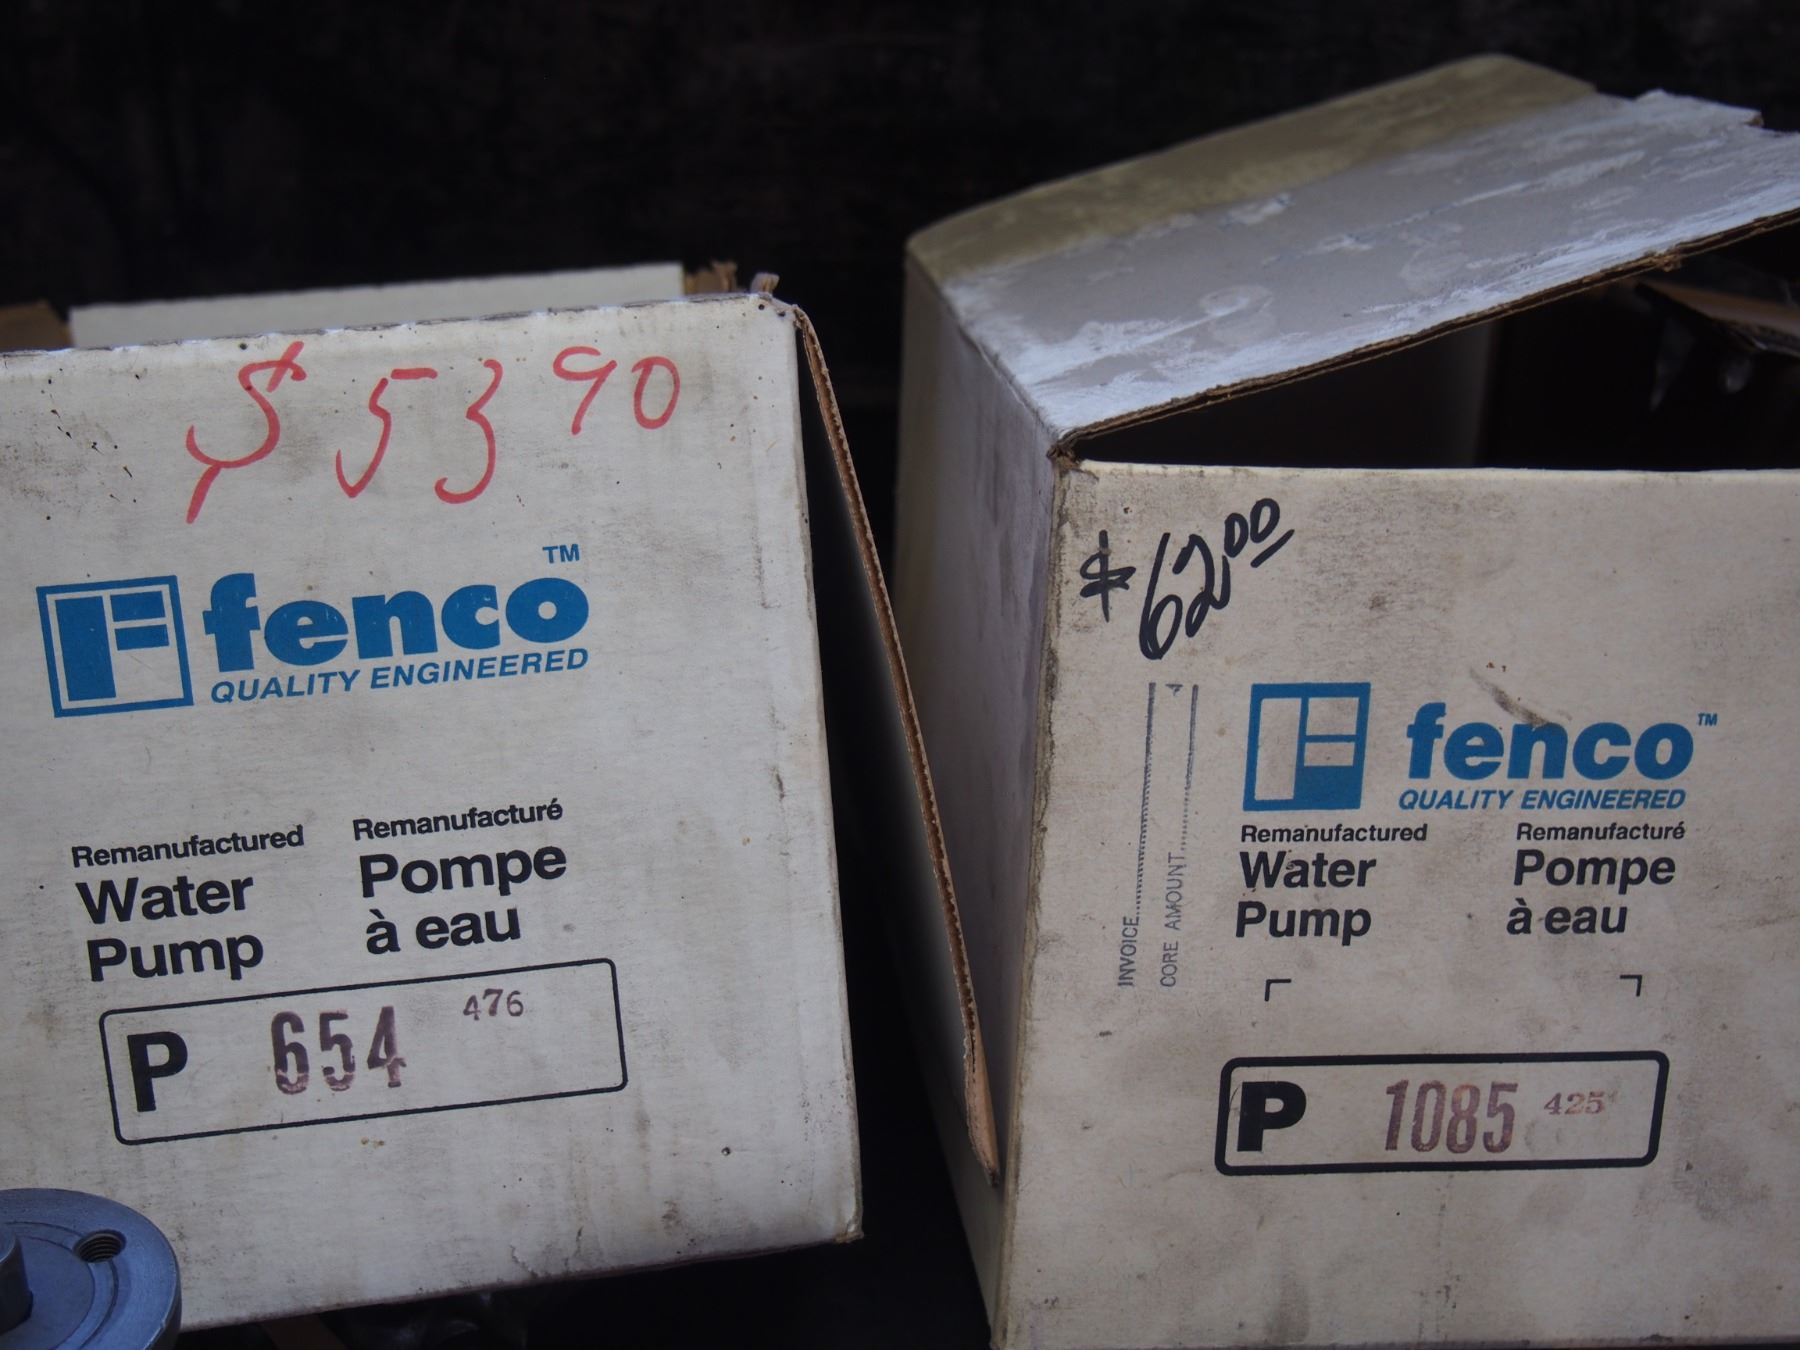 $ 53 90
fenco™
QUALITY ENGINEERED
Remanufactured
Water
Pump
Remanufacturé
Pompe
à eau
P 654 476
$62 00
INVOICE
CORE AMOUNT
fenco™
QUALITY ENGINEERED
Remanufactured
Water
Pump
Remanufacturé
Pompe
à eau
P 1085 425